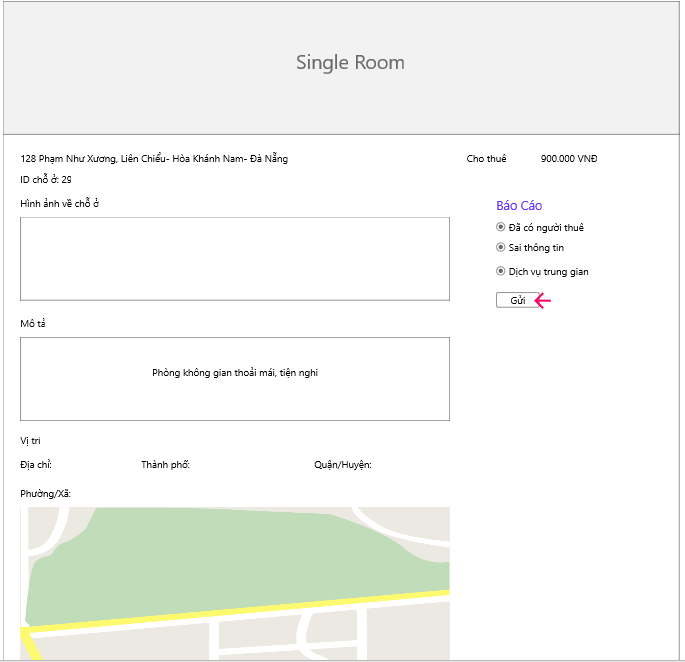 Single Room
128 Phạm Như Xương, Liên Chiểu- Hòa Khánh Nam- Đà Nẵng
Cho thuê
900.000 VNĐ
ID chỗ ở: 29
Hình ảnh về chỗ ở
Báo Cáo
Đã có người thuê
Sai thông tin
Dịch vụ trung gian
Gửi
Mô tả
Phòng không gian thoải mái, tiện nghi
Vị trí
Địa chỉ:
Thành phố:
Quận/Huyện:
Phường/Xã: